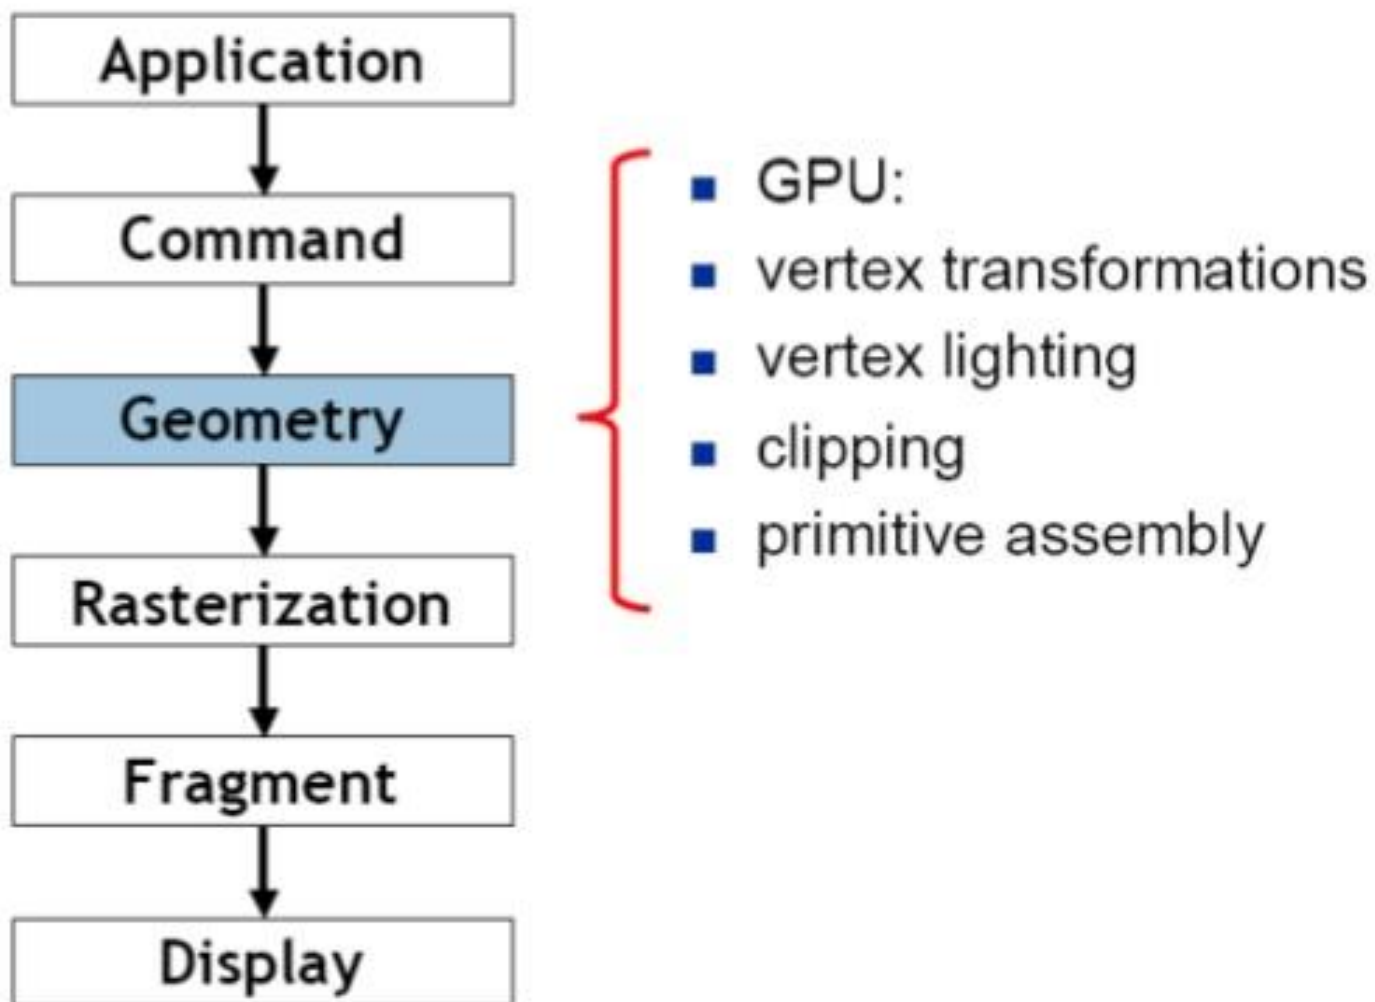 Application
Command
Geometry
Rasterization
Fragment
Display
GPU:
vertex transformations
vertex lighting
clipping
primitive assembly